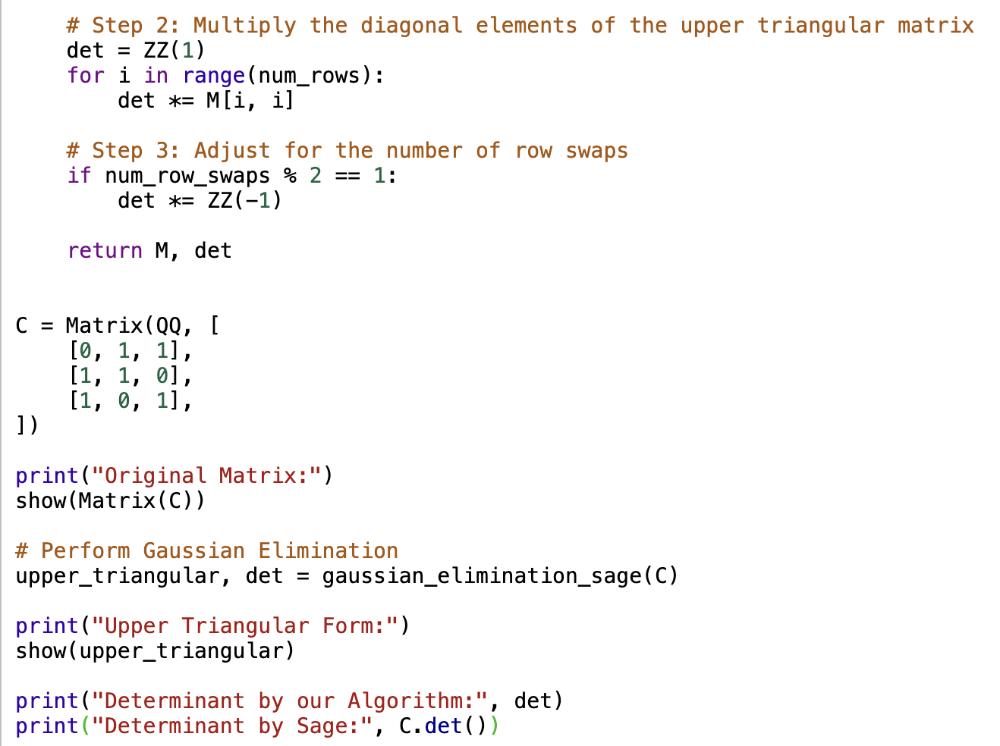 # Step 2: Multiply the diagonal elements of the upper triangular matrix
    det = ZZ(1)
    for i in range(num_rows):
        det *= M[i, i]

    # Step 3: Adjust for the number of row swaps
    if num_row_swaps % 2 == 1:
        det *= ZZ(-1)

    return M, det


C = Matrix(QQ, [
    [0, 1, 1],
    [1, 1, 0],
    [1, 0, 1],
])

print("Original Matrix:")
show(Matrix(C))

# Perform Gaussian Elimination
upper_triangular, det = gaussian_elimination_sage(C)

print("Upper Triangular Form:")
show(upper_triangular)

print("Determinant by our Algorithm:", det)
print("Determinant by Sage:", C.det())